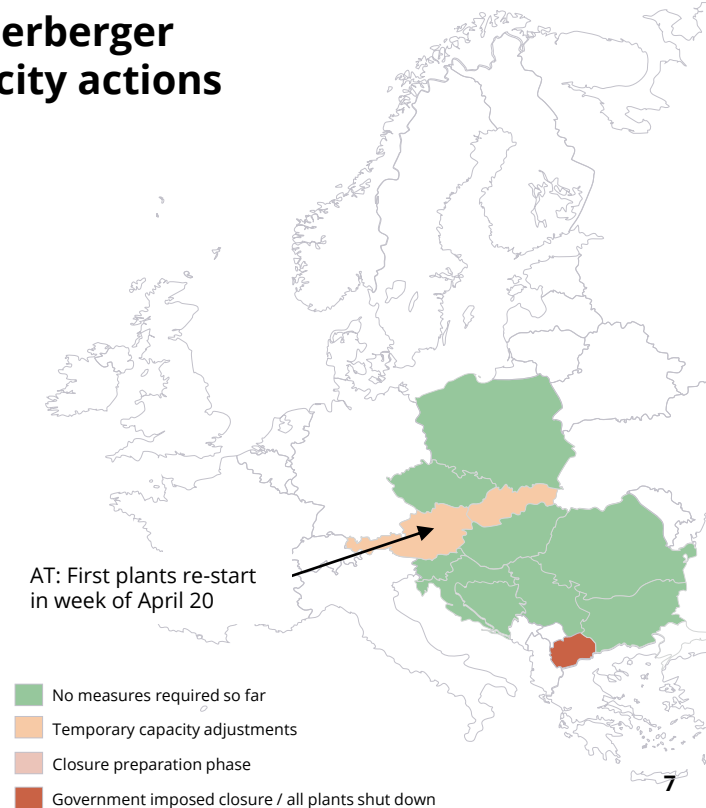 erberger
city actions
AT: First plants re-start
in week of April 20
No measures required so far
Temporary capacity adjustments
Closure preparation phase
Government imposed closure / all plants shut down
7